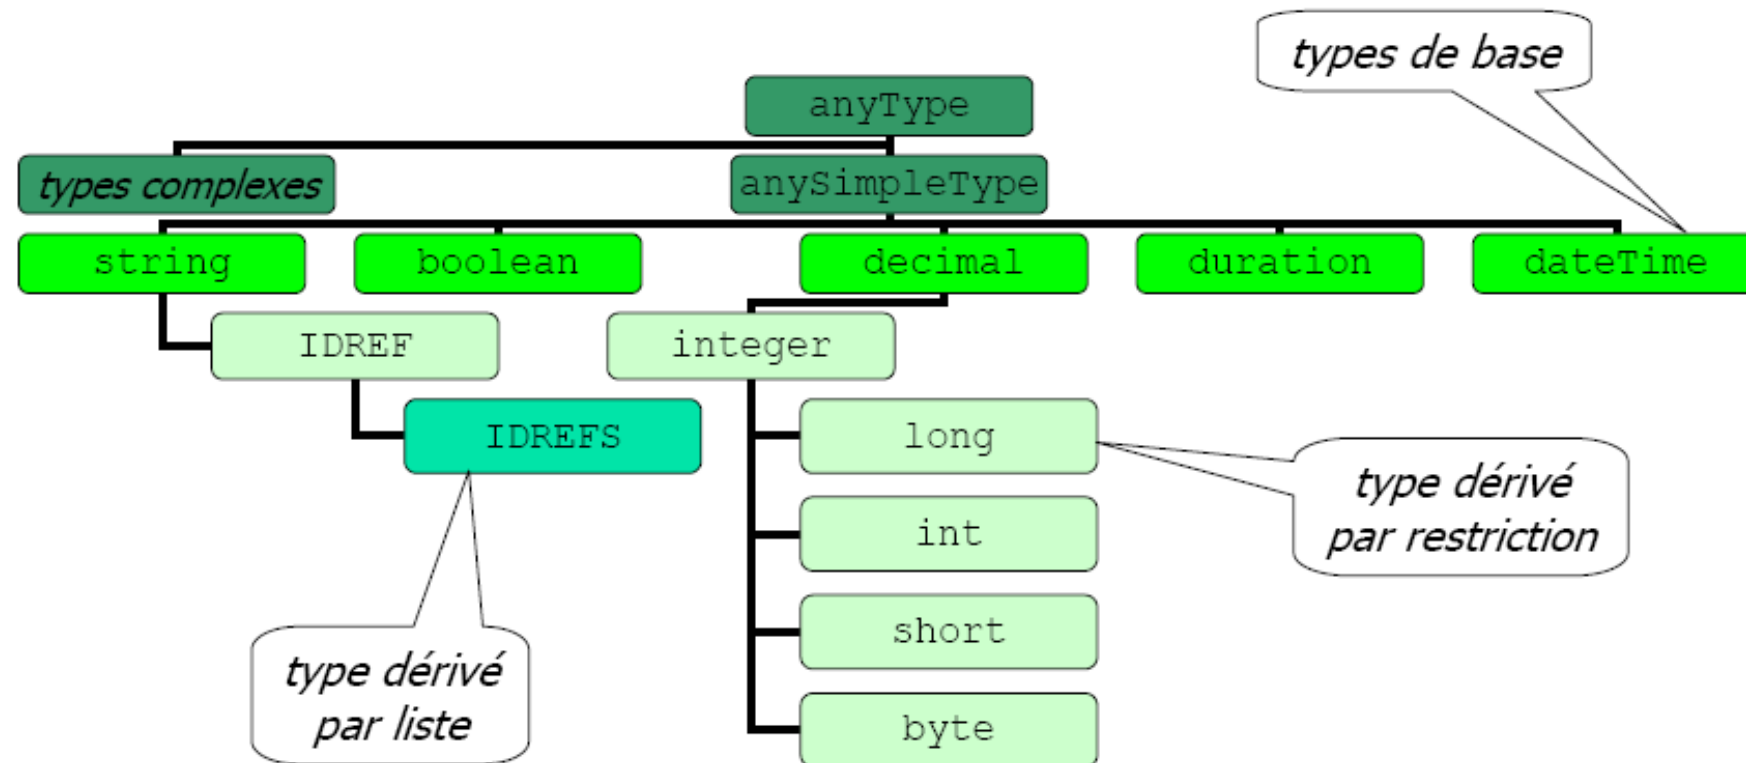 types de base
anyType
types complexes
anySimpleType
string
boolean
decimal
duration
dateTime
IDREF
integer
IDREFS
long
type dérivé
par restriction
int
short
type dérivé
par liste
byte